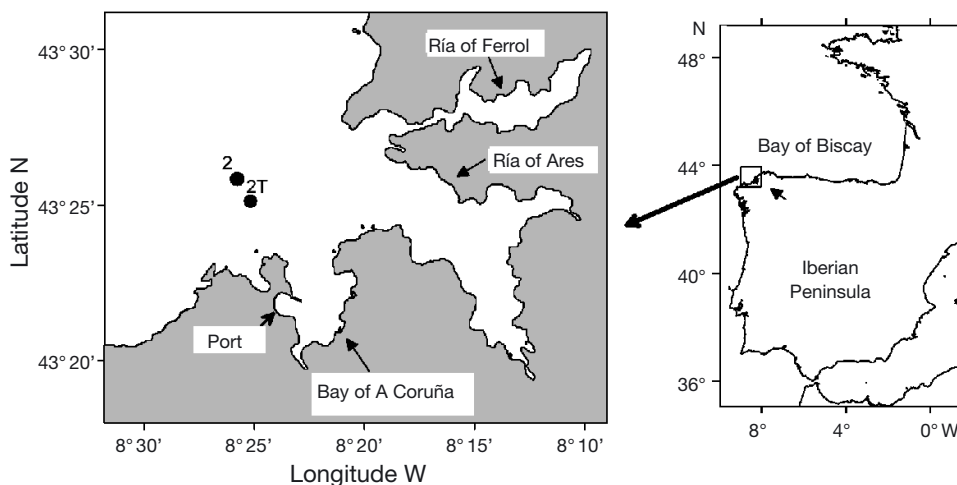 43°30'
43°25'
43°20'
Latitude N
8°30'
8°25'
8°20'
8°15'
8°10'
Longitude W
Ría of Ferrol
Ría of Ares
2
2T
Port
Bay of A Coruña
N
48°
44°
40°
36°
8°
4°
0° W
Bay of Biscay
Iberian
Peninsula